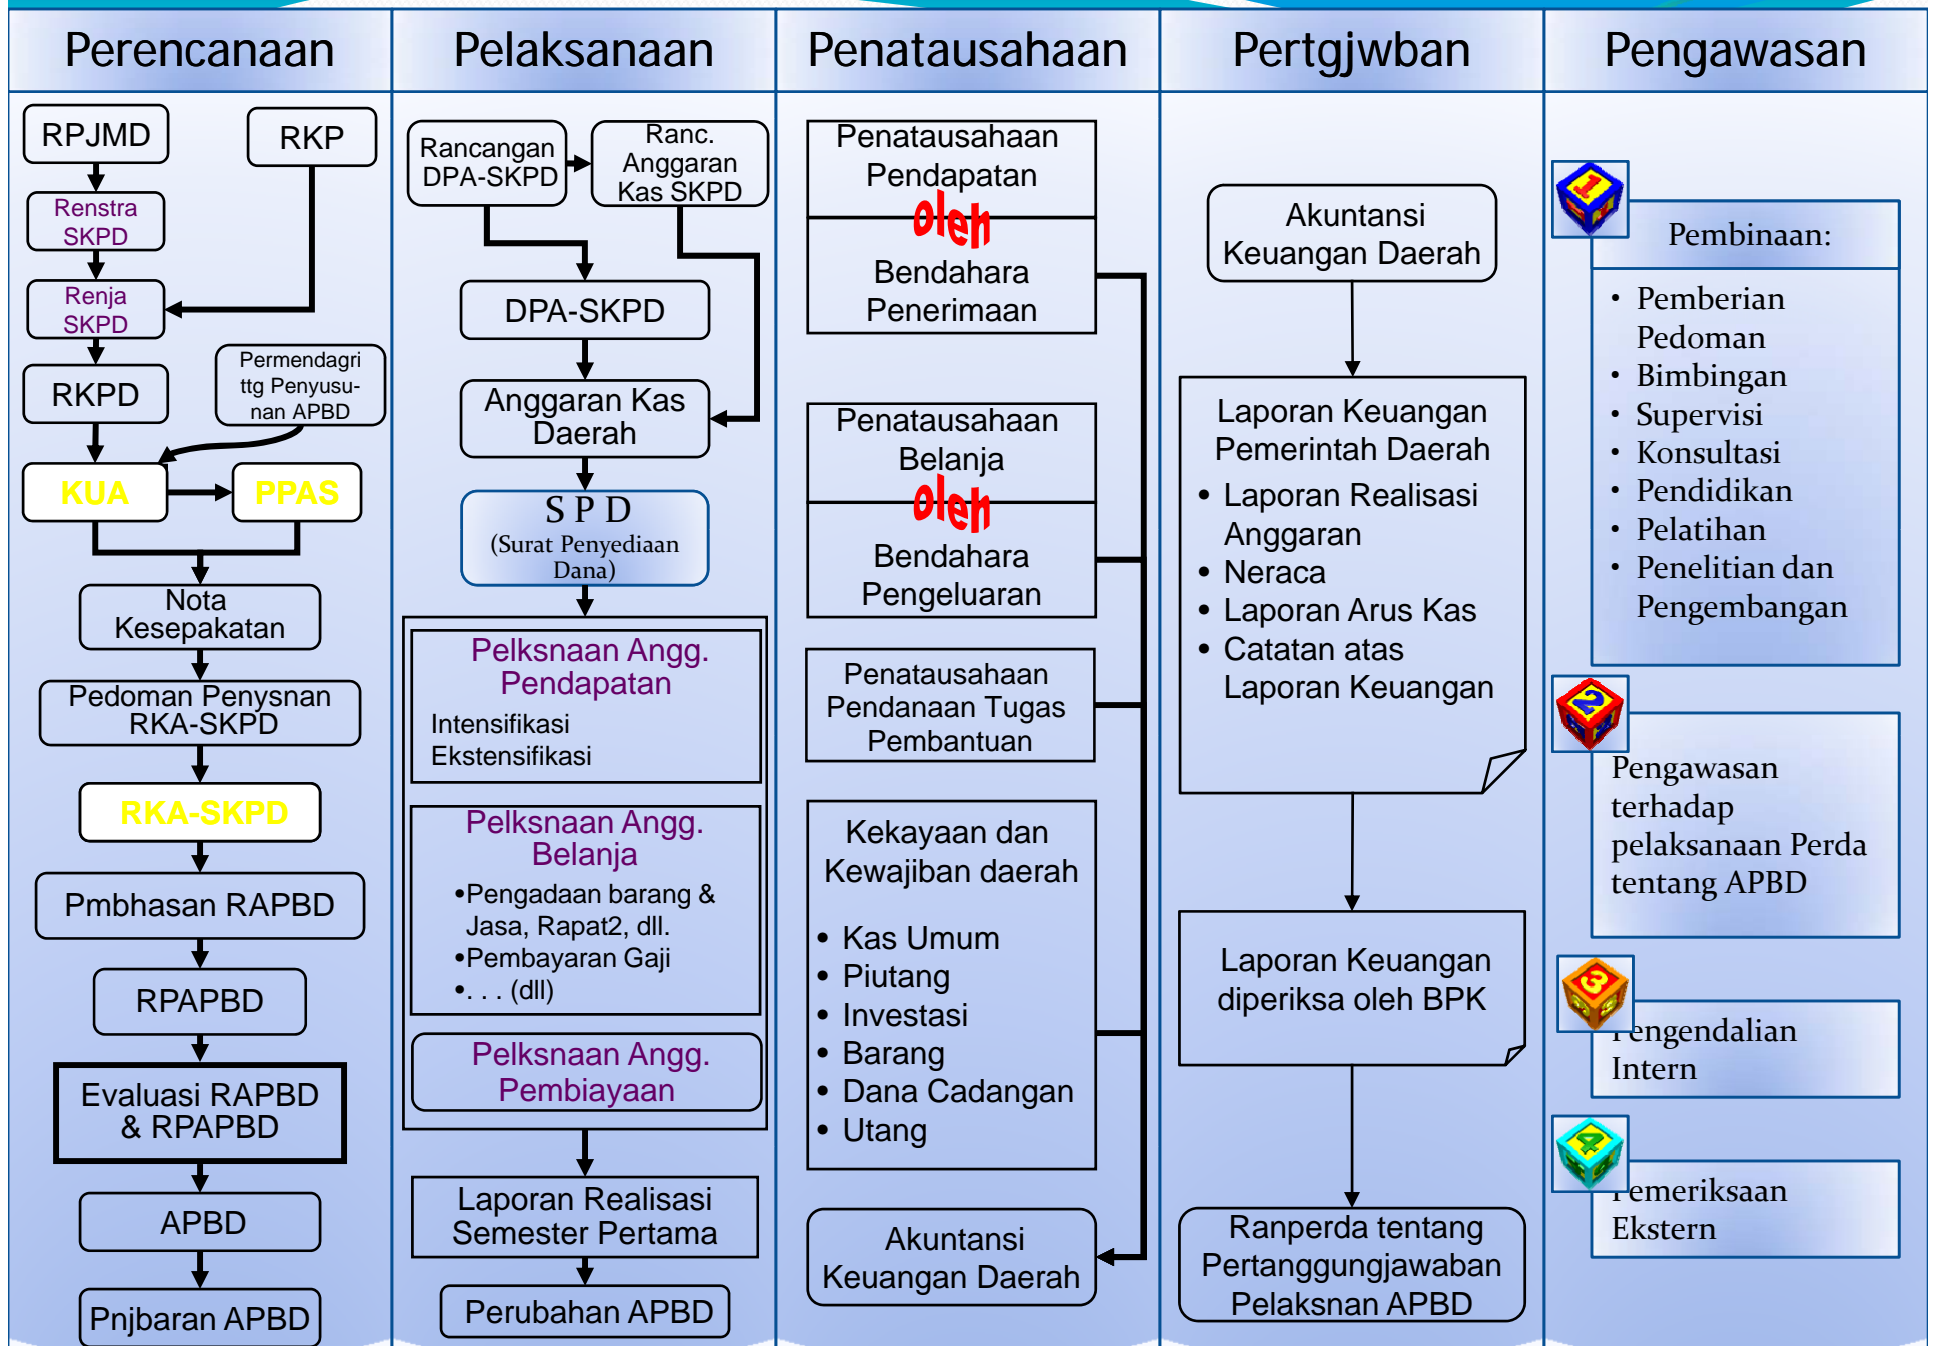 Perencanaan
Pelaksanaan
Penatausahaan
Pertgjwban
Pengawasan
RPJMD
RKP
Renstra
SKPD
Renja
SKPD
RKPD
Permendagri
ttg Penyusu-
nan APBD
KUA
PPAS
Nota
Kesepakatan
Pedoman Penysnan
RKA-SKPD
RKA-SKPD
Pmbhasan RAPBD
RPAPBD
Evaluasi RAPBD
& RPAPBD
APBD
Pnjbaran APBD
Rancangan
DPA-SKPD
Ranc.
Anggaran
Kas SKPD
DPA-SKPD
Anggaran Kas
Daerah
S P D
(Surat Penyediaan
Dana)
Pelksnaan Angg.
Pendapatan
Intensifikasi
Ekstensifikasi
Pelksnaan Angg.
Belanja
•Pengadaan barang &
Jasa, Rapat2, dll.
•Pembayaran Gaji
•. . . (dll)
Pelksnaan Angg.
Pembiayaan
Laporan Realisasi
Semester Pertama
Perubahan APBD
Penatausahaan
Pendapatan
oleh
Bendahara
Penerimaan
Penatausahaan
Belanja
oleh
Bendahara
Pengeluaran
Penatausahaan
Pendanaan Tugas
Pembantuan
Kekayaan dan
Kewajiban daerah
• Kas Umum
• Piutang
• Investasi
• Barang
• Dana Cadangan
• Utang
Akuntansi
Keuangan Daerah
Akuntansi
Keuangan Daerah
Laporan Keuangan
Pemerintah Daerah
• Laporan Realisasi
Anggaran
• Neraca
• Laporan Arus Kas
• Catatan atas
Laporan Keuangan
Laporan Keuangan
diperiksa oleh BPK
Ranperda tentang
Pertanggungjawaban
Pelaksnan APBD
1
Pembinaan:
• Pemberian
Pedoman
• Bimbingan
• Supervisi
• Konsultasi
• Pendidikan
• Pelatihan
• Penelitian dan
Pengembangan
2
Pengawasan
terhadap
pelaksanaan Perda
tentang APBD
3
Pengendalian
Intern
4
Pemeriksaan
Ekstern